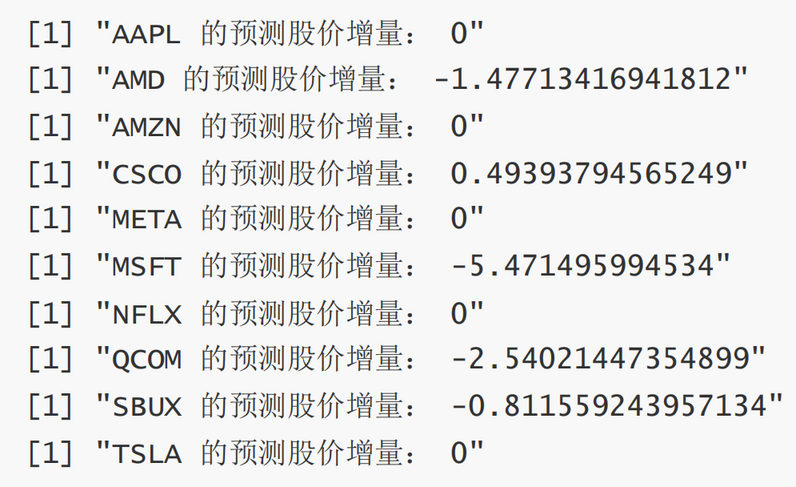 [1] "AAPL 的预测股价增量： 0"
[1] "AMD 的预测股价增量： -1.47713416941812"
[1] "AMZN 的预测股价增量： 0"
[1] "CSCO 的预测股价增量： 0.49393794565249"
[1] "META 的预测股价增量： 0"
[1] "MSFT 的预测股价增量： -5.471495994534"
[1] "NFLX 的预测股价增量： 0"
[1] "QCOM 的预测股价增量： -2.54021447354899"
[1] "SBUX 的预测股价增量： -0.811559243957134"
[1] "TSLA 的预测股价增量： 0"